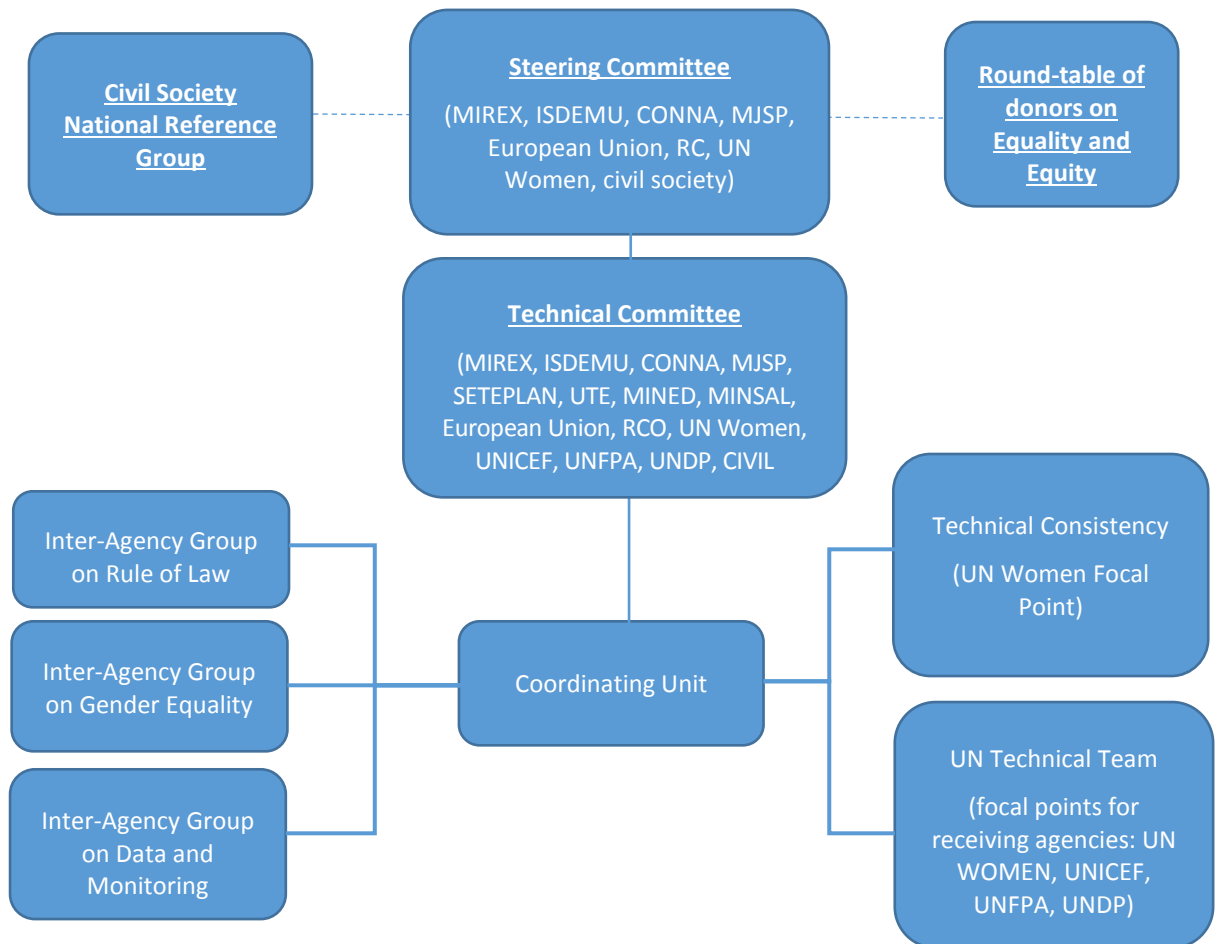 Civil Society
National Reference
Group
Steering Committee
(MIREX, ISDEMU, CONNA, MJSP,
European Union, RC, UN
Women, civil society)
Round-table of
donors on
Equality and
Equity
Technical Committee
(MIREX, ISDEMU, CONNA, MJSP,
SETEPLAN, UTE, MINED, MINSAL,
European Union, RCO, UN Women,
UNICEF, UNFPA, UNDP, CIVIL
Inter-Agency Group
on Rule of Law
Inter-Agency Group
on Gender Equality
Inter-Agency Group
on Data and
Monitoring
Coordinating Unit
Technical Consistency
(UN Women Focal
Point)
UN Technical Team
(focal points for
receiving agencies: UN
WOMEN, UNICEF,
UNFPA, UNDP)